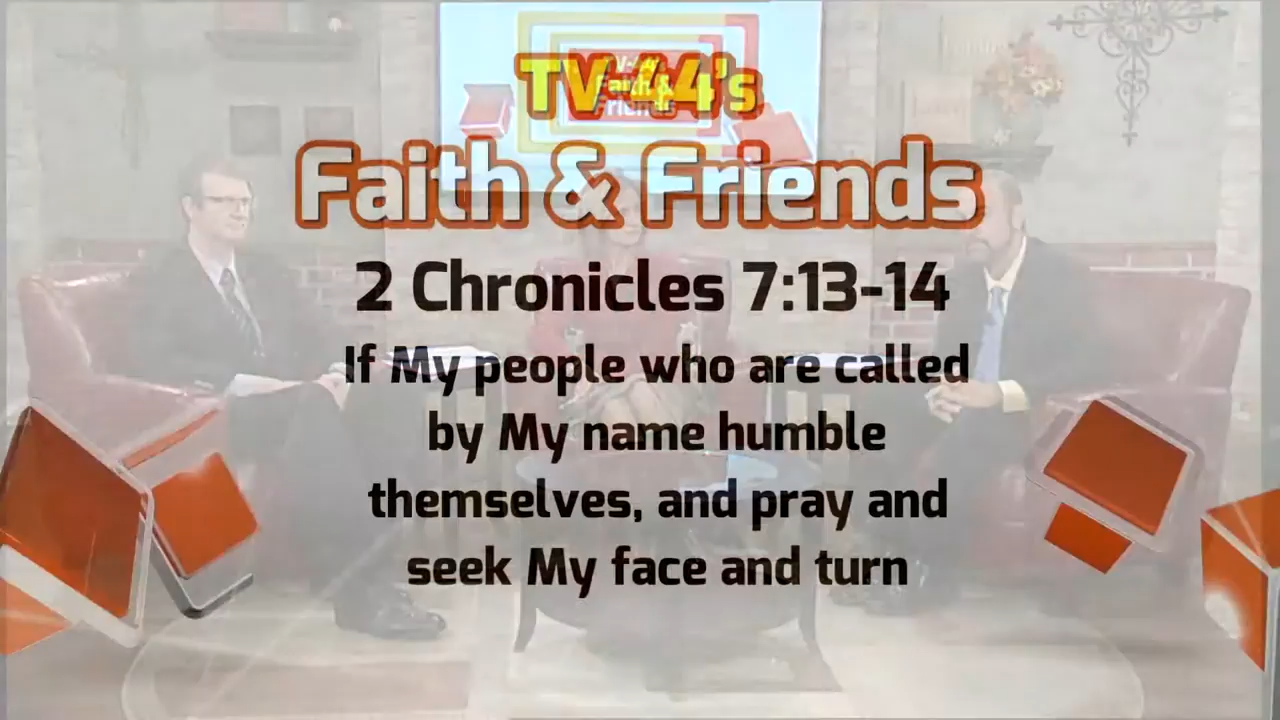 TV-44's
Faith & Friends
2 Chronicles 7:13-14
If My people who are called
by My name humble
themselves, and pray and
seek My face and turn